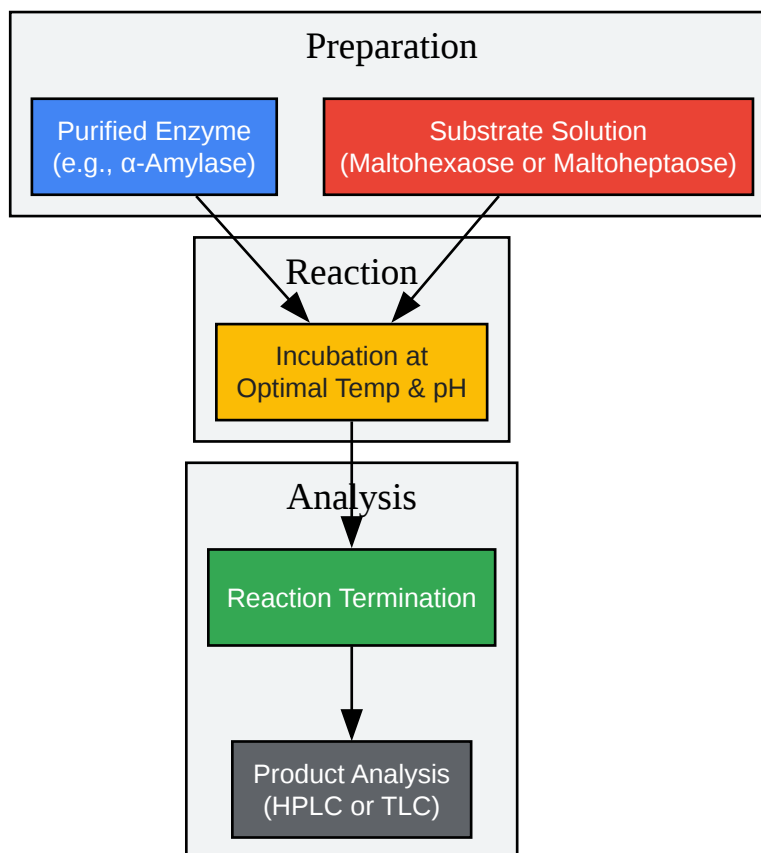 Preparation
Purified Enzyme
(e.g., α-Amylase)
Substrate Solution
(Maltohexaose or Maltoheptaose)
Reaction
Incubation at
Optimal Temp & pH
Analysis
Reaction Termination
Product Analysis
(HPLC or TLC)